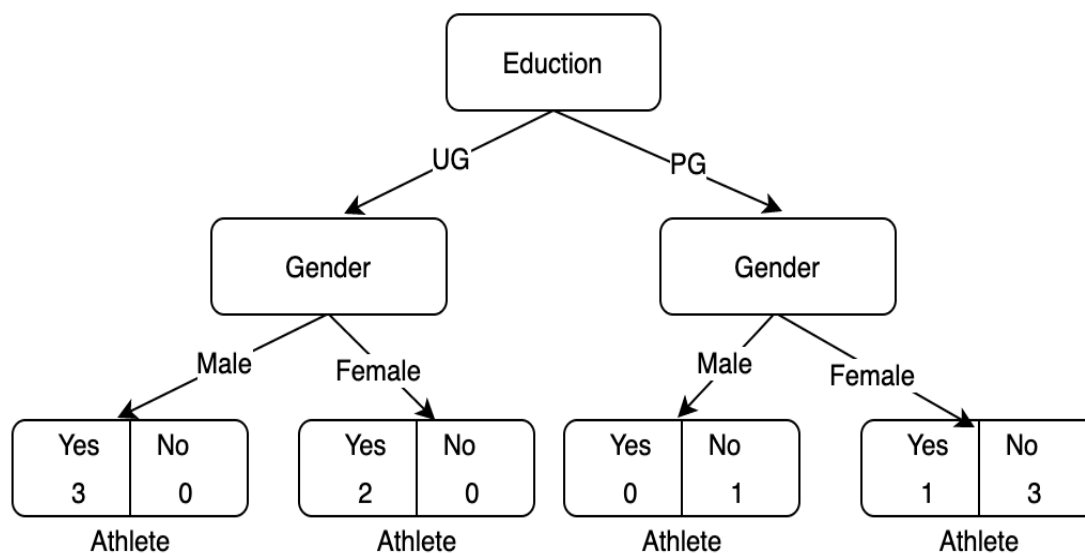 Eduction
UG
PG
Gender
Gender
Male
Female
Male
Female
Yes No
3 0
Yes No
2 0
Yes No
0 1
Yes No
1 3
Athlete
Athlete
Athlete
Athlete